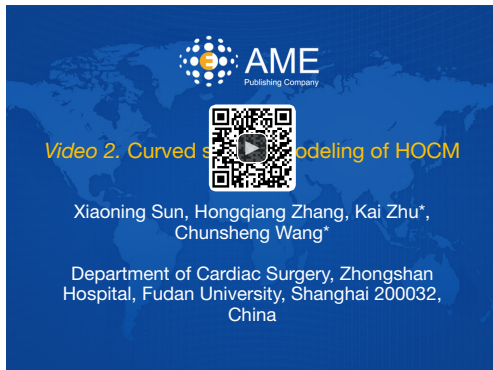 AME
Publishing Company
Video 2. Curved s odeling of HOCM
Xiaoning Sun, Hongqiang Zhang, Kai Zhu*,
Chunsheng Wang*
Department of Cardiac Surgery, Zhongshan
Hospital, Fudan University, Shanghai 200032,
China